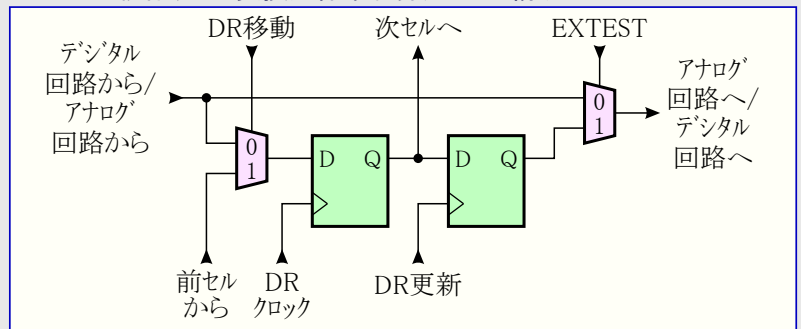 DR移動
次セルへ
EXTEST
デジタル
回路から/
アナログ
回路から
アナログ
回路へ/
デジタル
回路へ
0
1
0
1
D
Q
D
Q
前セル
から
DR
クロック
DR更新